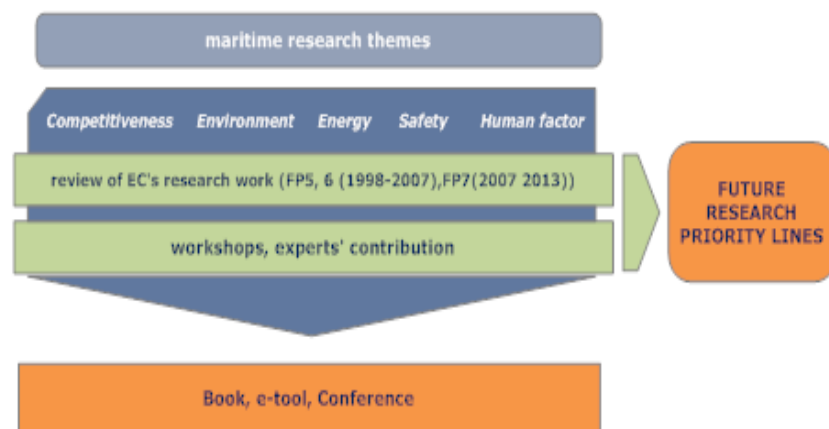 maritime research themes
Competitiveness Environment Energy Safety Human factor
review of EC's research work (FP5, 6 (1998-2007),FP7(2007 2013))
workshops, experts' contribution
FUTURE
RESEARCH
PRIORITY LINES
Book, e-tool, Conference